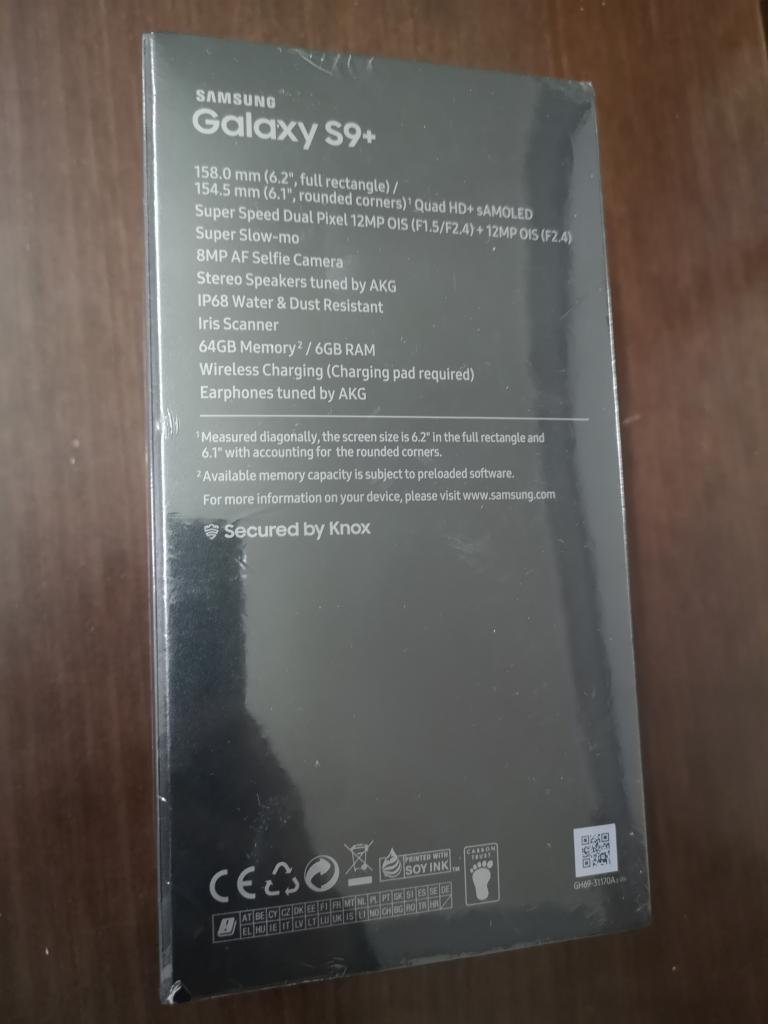 SAMSUNG
Galaxy S9+
158.0 mm (6.2", full rectangle) /
154.5 mm (6.1", rounded corners)¹ Quad HD+ sAMOLED
Super Speed Dual Pixel 12MP OIS (F1.5/F2.4) + 12MP OIS (F2.4)
Super Slow-mo
8MP AF Selfie Camera
Stereo Speakers tuned by AKG
IP68 Water & Dust Resistant
Iris Scanner
64GB Memory² / 6GB RAM
Wireless Charging (Charging pad required)
Earphones tuned by AKG
¹ Measured diagonally, the screen size is 6.2" in the full rectangle and
6.1" with accounting for the rounded corners.
² Available memory capacity is subject to preloaded software.
For more information on your device, please visit www.samsung.com
Secured by Knox
CE
PRINTED WITH
SOY INK™
CARBON
TRUST
AT BE CY CZ DK EE FI FR MT NL PL PT SK SI ES SE DE
EL HU IE IT LV LT LU UK IS LI NO CH BG RO TR HR
GH69-31170A